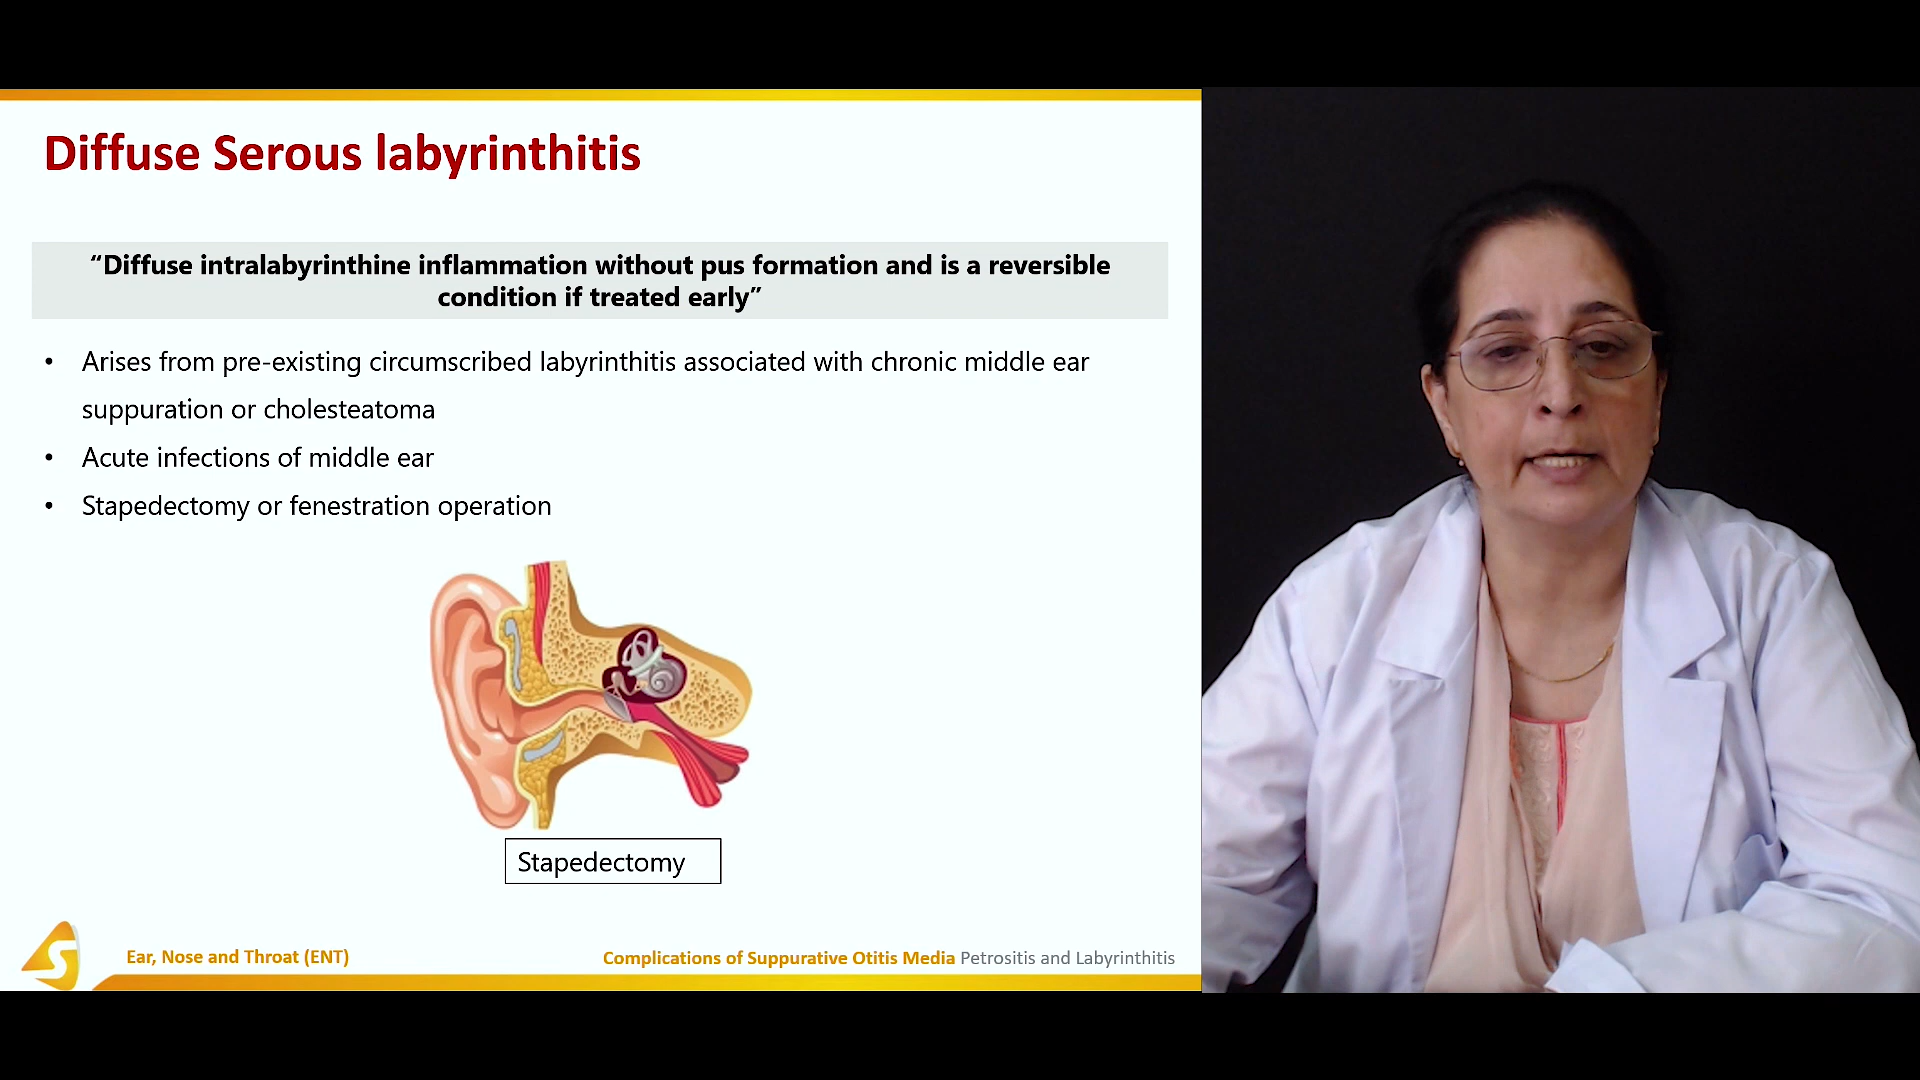 Diffuse Serous labyrinthitis
“Diffuse intralabyrinthine inflammation without pus formation and is a reversible
condition if treated early”
• Arises from pre-existing circumscribed labyrinthitis associated with chronic middle ear
suppuration or cholesteatoma
• Acute infections of middle ear
• Stapedectomy or fenestration operation
Stapedectomy
S
Ear, Nose and Throat (ENT)
Complications of Suppurative Otitis Media Petrositis and Labyrinthitis